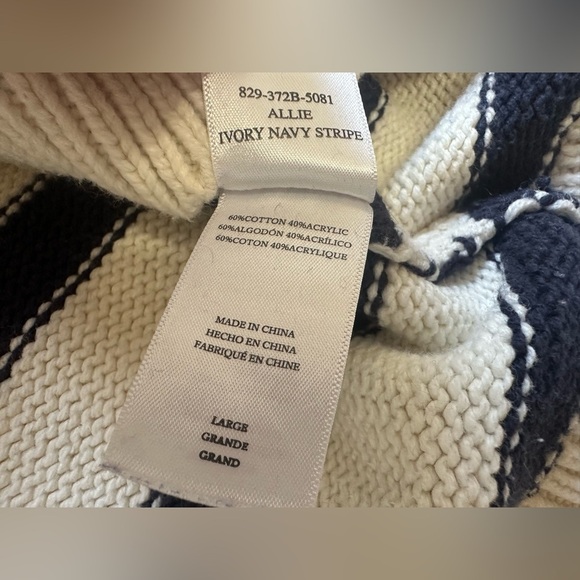 829-372B-5081
ALLIE
IVORY NAVY STRIPE
60%COTTON 40%ACRYLIC
60%ALGODÓN 40%ACRÍLICO
60%COTON 40%ACRYLIQUE
MADE IN CHINA
HECHO EN CHINA
FABRIQUÉ EN CHINE
LARGE
GRANDE
GRAND